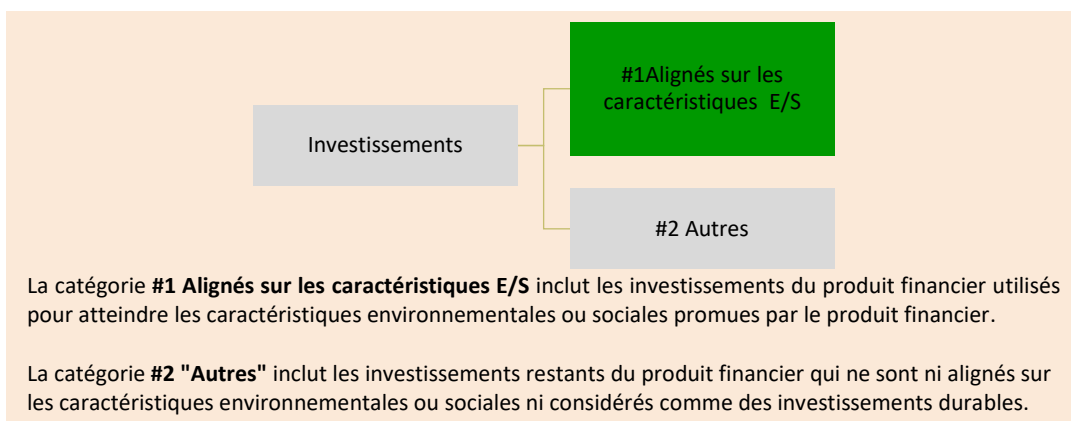 #1Alignés sur les
caractéristiques E/S
Investissements
#2 Autres
La catégorie #1 Alignés sur les caractéristiques E/S inclut les investissements du produit financier utilisés
pour atteindre les caractéristiques environnementales ou sociales promues par le produit financier.
La catégorie #2 "Autres" inclut les investissements restants du produit financier qui ne sont ni alignés sur
les caractéristiques environnementales ou sociales ni considérés comme des investissements durables.